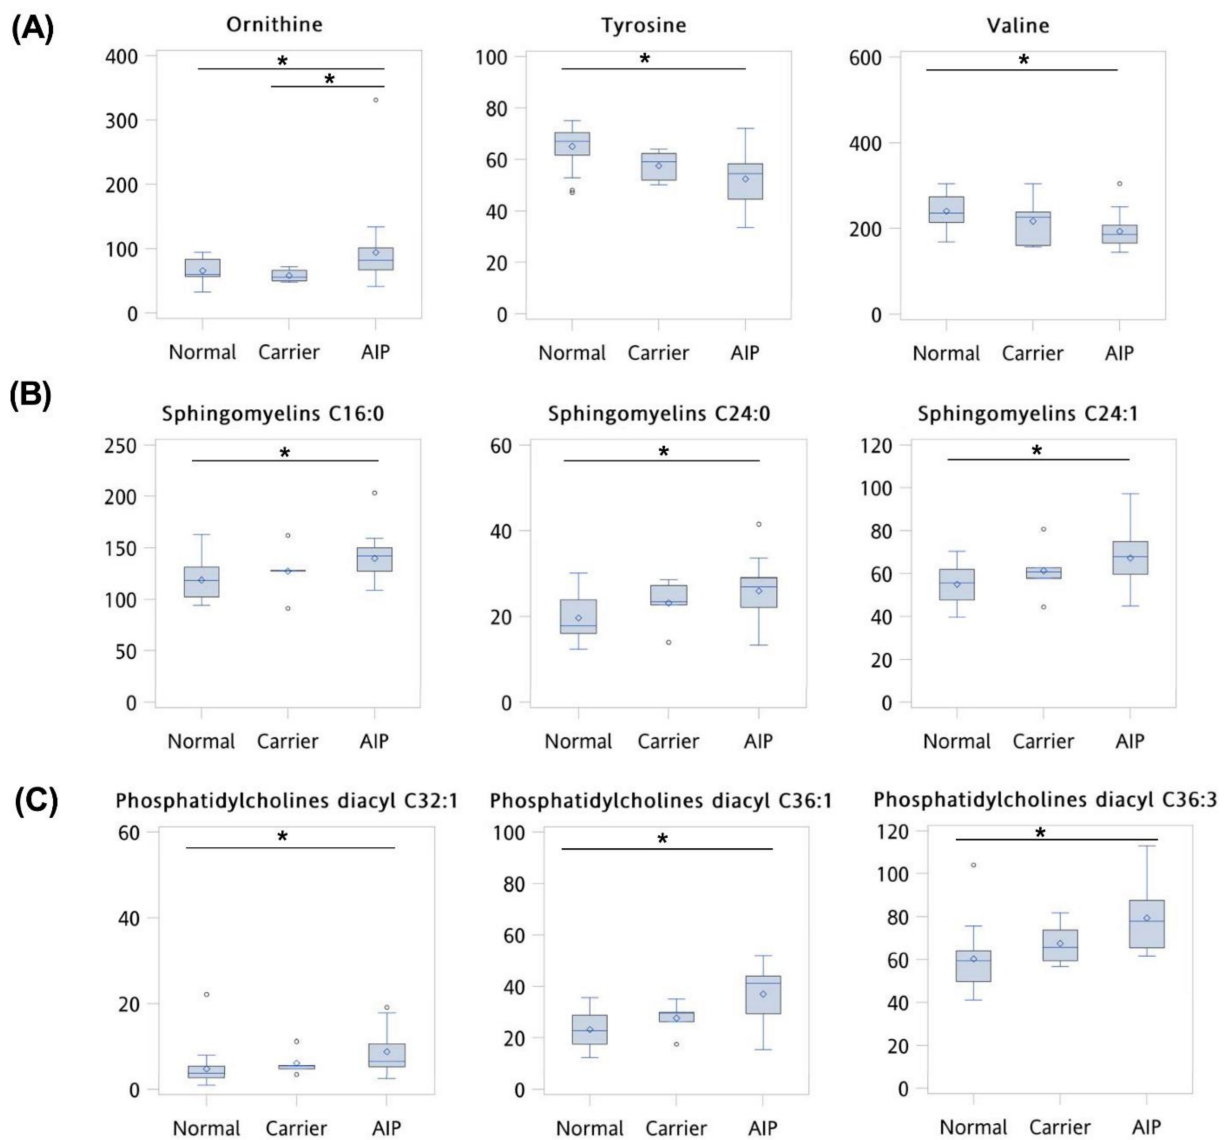 (A)
Ornithine Tyrosine Valine
400 100 600
* * * *
300 80
200 60 400
100 40 200
20
0 0 0
Normal Carrier AIP Normal Carrier AIP Normal Carrier AIP
(B)
Sphingomyelins C16:0 Sphingomyelins C24:0 Sphingomyelins C24:1
250 60 120
* * *
200 100
150 40 80
60
100 20 40
50 20
0 0 0
Normal Carrier AIP Normal Carrier AIP Normal Carrier AIP
(C)
Phosphatidylcholines diacyl C32:1 Phosphatidylcholines diacyl C36:1 Phosphatidylcholines diacyl C36:3
60 100 120
* * *
80 100
40 60 80
60
20 40 40
20 20
0 0 0
Normal Carrier AIP Normal Carrier AIP Normal Carrier AIP